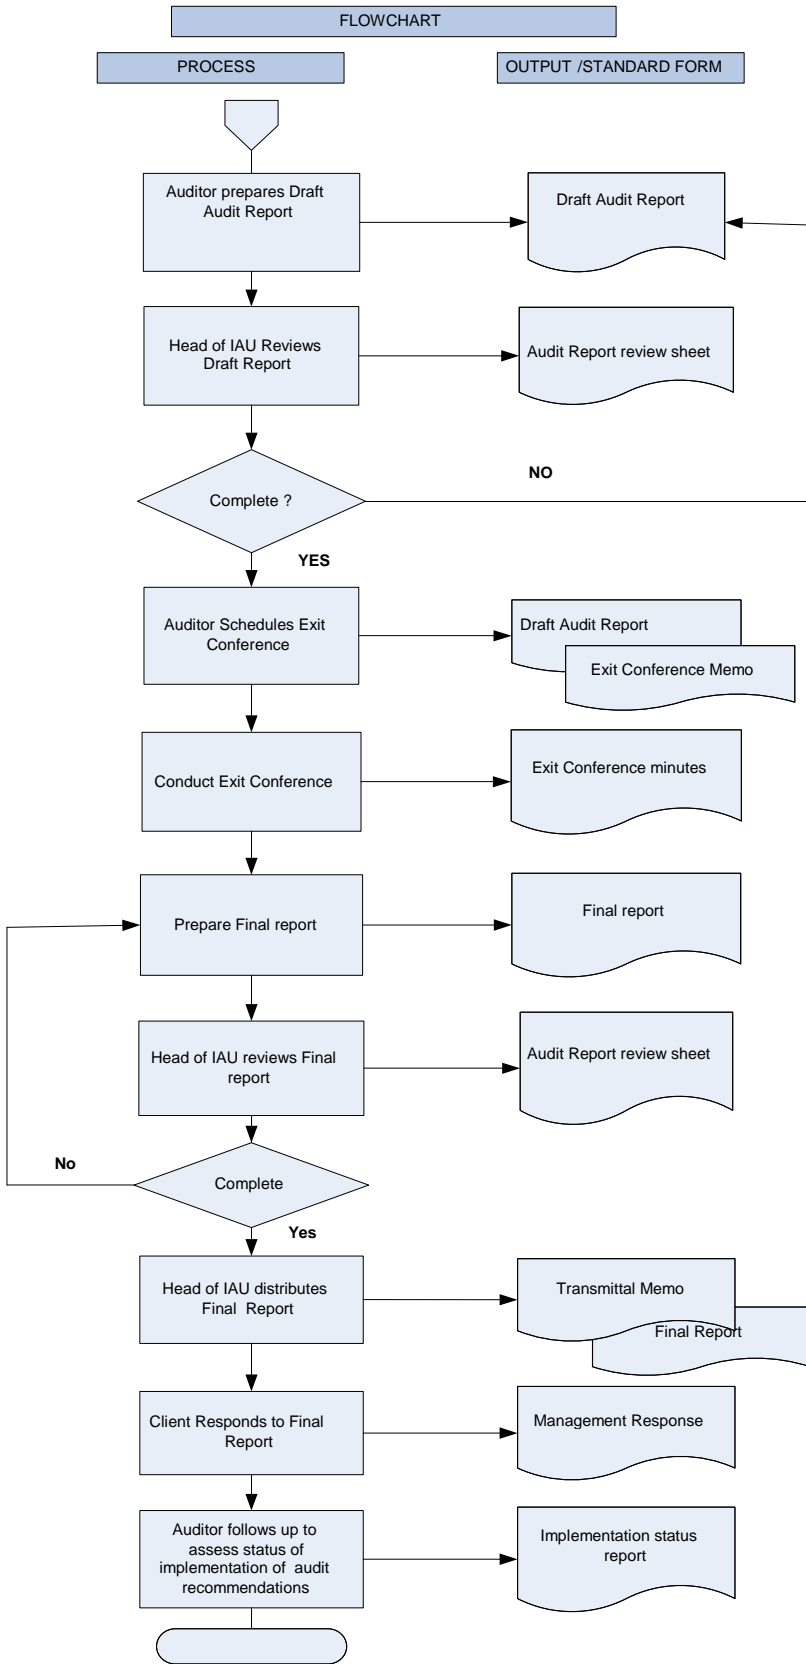 FLOWCHART
PROCESS
OUTPUT /STANDARD FORM
Auditor prepares Draft
Audit Report
Draft Audit Report
Head of IAU Reviews
Draft Report
Audit Report review sheet
Complete ?
NO
YES
Auditor Schedules Exit
Conference
Draft Audit Report
Exit Conference Memo
Conduct Exit Conference
Exit Conference minutes
Prepare Final report
Final report
Head of IAU reviews Final
report
Audit Report review sheet
No
Complete
Yes
Head of IAU distributes
Final Report
Transmittal Memo
Final Report
Client Responds to Final
Report
Management Response
Auditor follows up to
assess status of
implementation of audit
recommendations
Implementation status
report